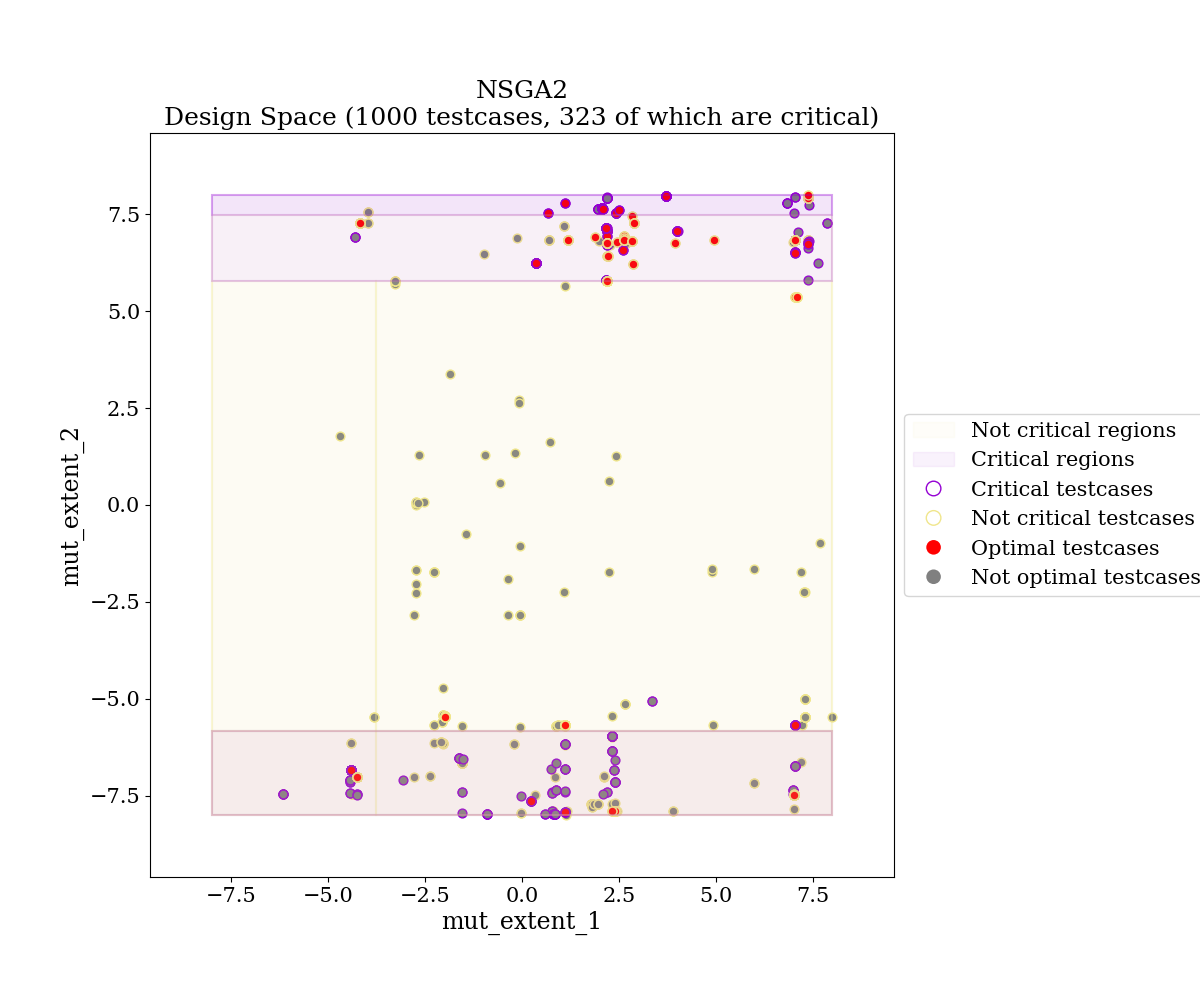 NSGA2
Design Space (1000 testcases, 323 of which are critical)
7.5
5.0
2.5
0.0
−2.5
−5.0
−7.5
mut_extent_2
−7.5
−5.0
−2.5
0.0
2.5
5.0
7.5
mut_extent_1
Not critical regions
Critical regions
Critical testcases
Not critical testcases
Optimal testcases
Not optimal testcases